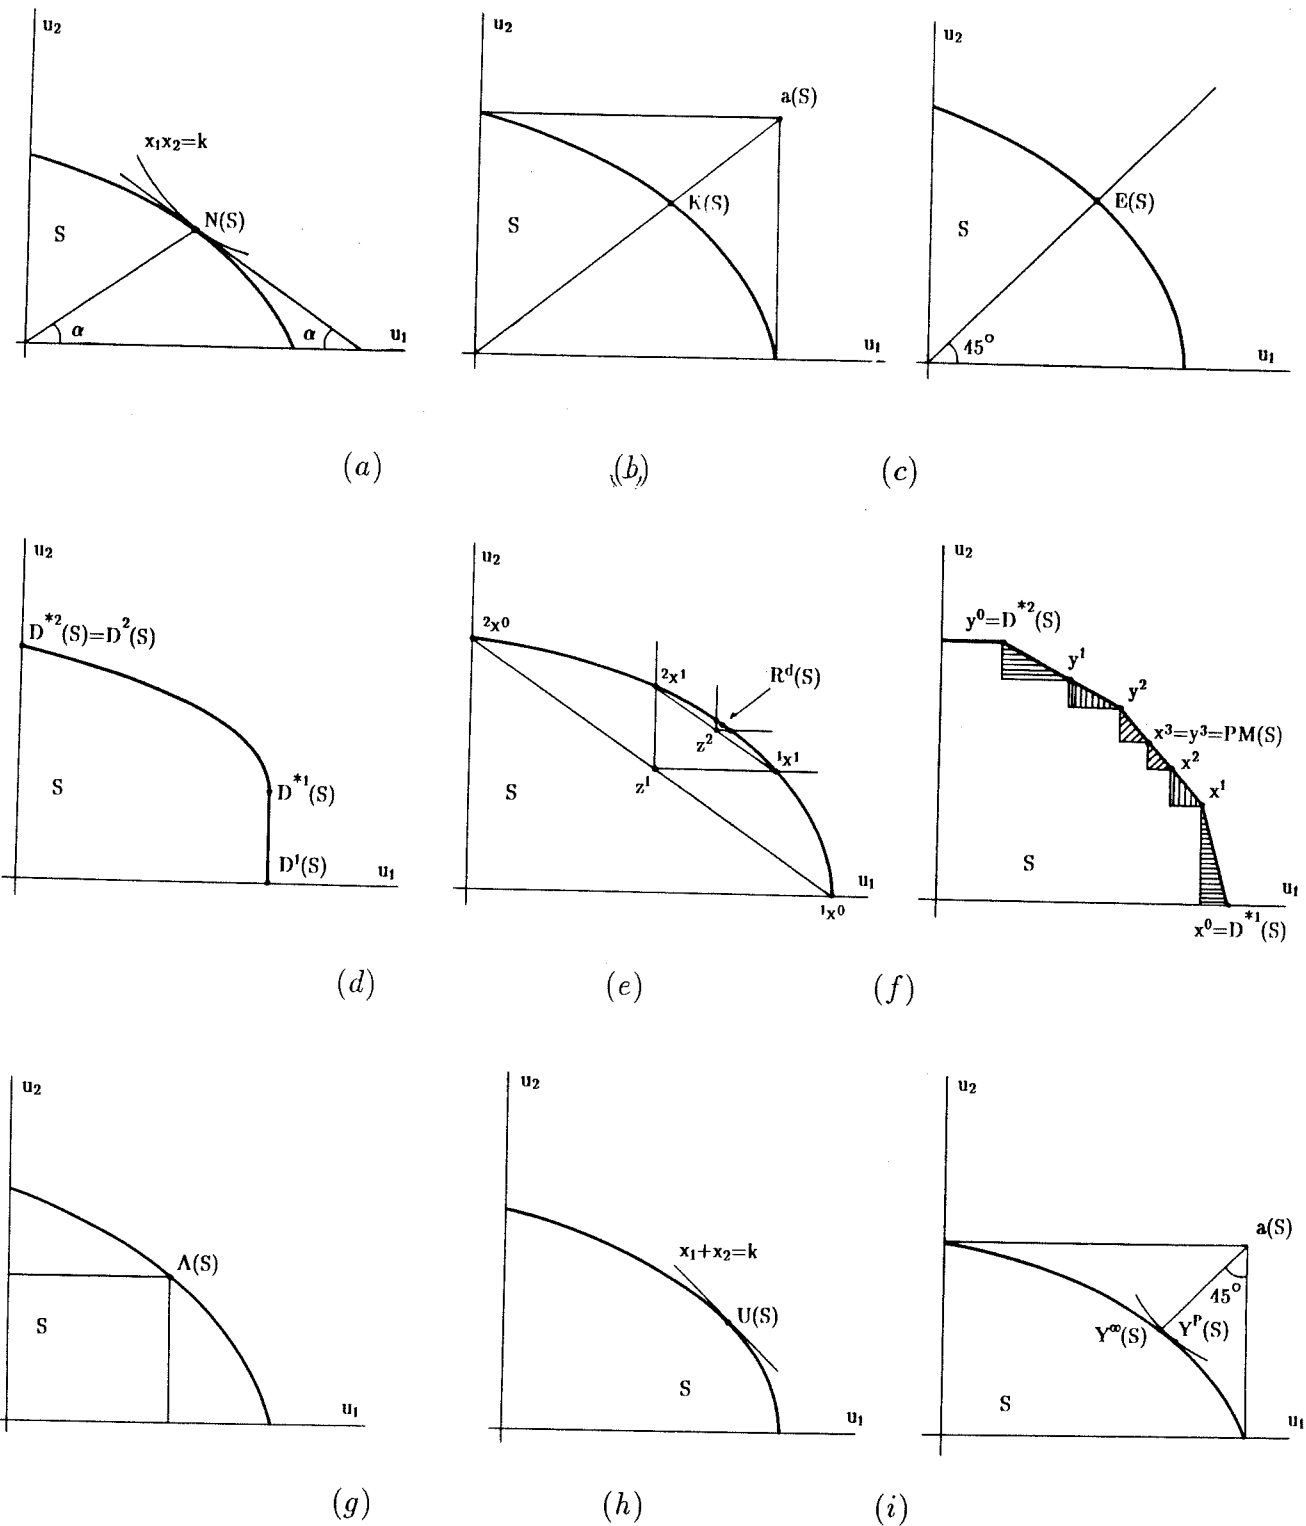 u₂
x₁x₂=k
N(S)
S
α
α
u₁
(a)
u₂
a(S)
K(S)
S
u₁
(b)
u₂
E(S)
S
45°
u₁
(c)
u₂
D*²(S)=D²(S)
S
D*¹(S)
D¹(S)
u₁
(d)
u₂
²x⁰
²x¹
Rᵈ(S)
z²
¹x¹
z¹
S
u₁
¹x⁰
(e)
u₂
y⁰=D*²(S)
y¹
y²
x³=y³=PM(S)
x²
x¹
S
u₁
x⁰=D*¹(S)
(f)
u₂
Λ(S)
S
u₁
(g)
u₂
x₁+x₂=k
U(S)
S
u₁
(h)
u₂
a(S)
45°
Y∞(S)
Yᵖ(S)
S
u₁
(i)